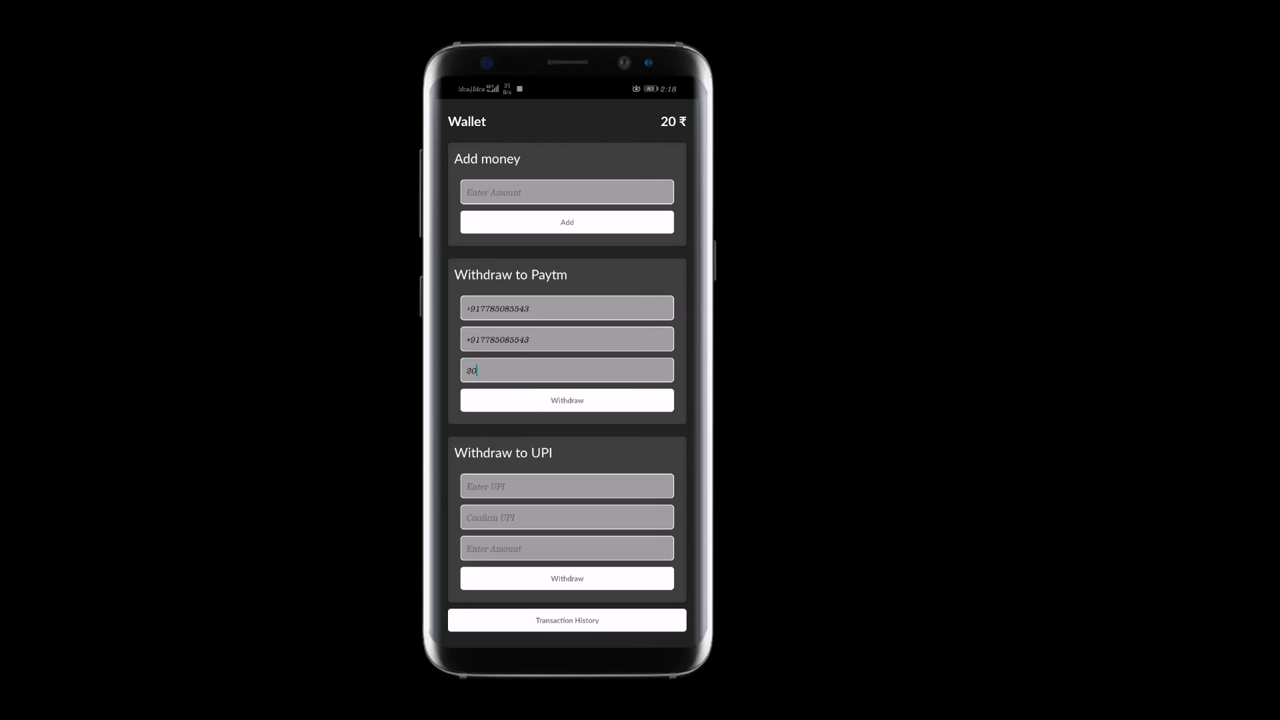 2:18
Wallet 20 ₹
Add money
Enter Amount
Add
Withdraw to Paytm
+917785085543
+917785085543
20
Withdraw
Withdraw to UPI
Enter UPI
Confirm UPI
Enter Amount
Withdraw
Transaction History